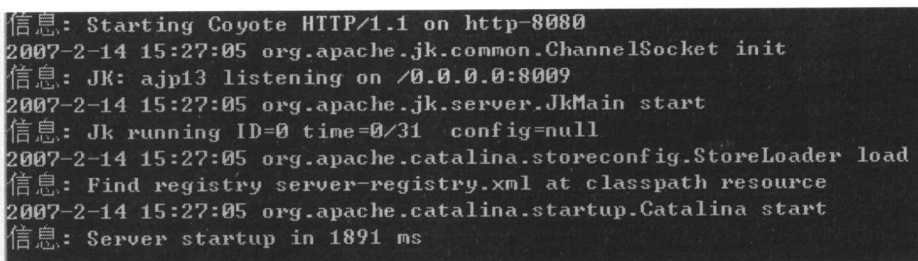 信息: Starting Coyote HTTP/1.1 on http-8080
2007-2-14 15:27:05 org.apache.jk.common.ChannelSocket init
信息: JK: ajp13 listening on /0.0.0.0:8009
2007-2-14 15:27:05 org.apache.jk.server.JkMain start
信息: Jk running ID=0 time=0/31  config=null
2007-2-14 15:27:05 org.apache.catalina.storeconfig.StoreLoader load
信息: Find registry server-registry.xml at classpath resource
2007-2-14 15:27:05 org.apache.catalina.startup.Catalina start
信息: Server startup in 1891 ms